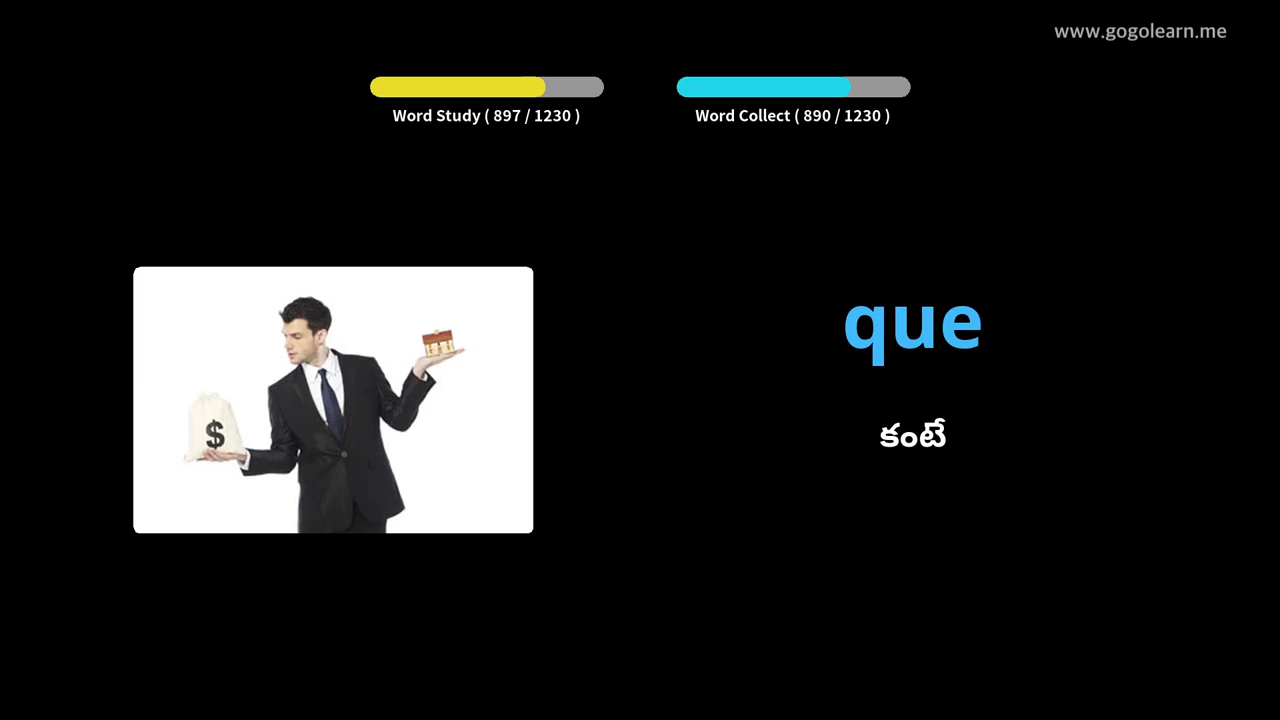 www.gogolearn.me
Word Study ( 897 / 1230 )
Word Collect ( 890 / 1230 )
que
కంటే
$